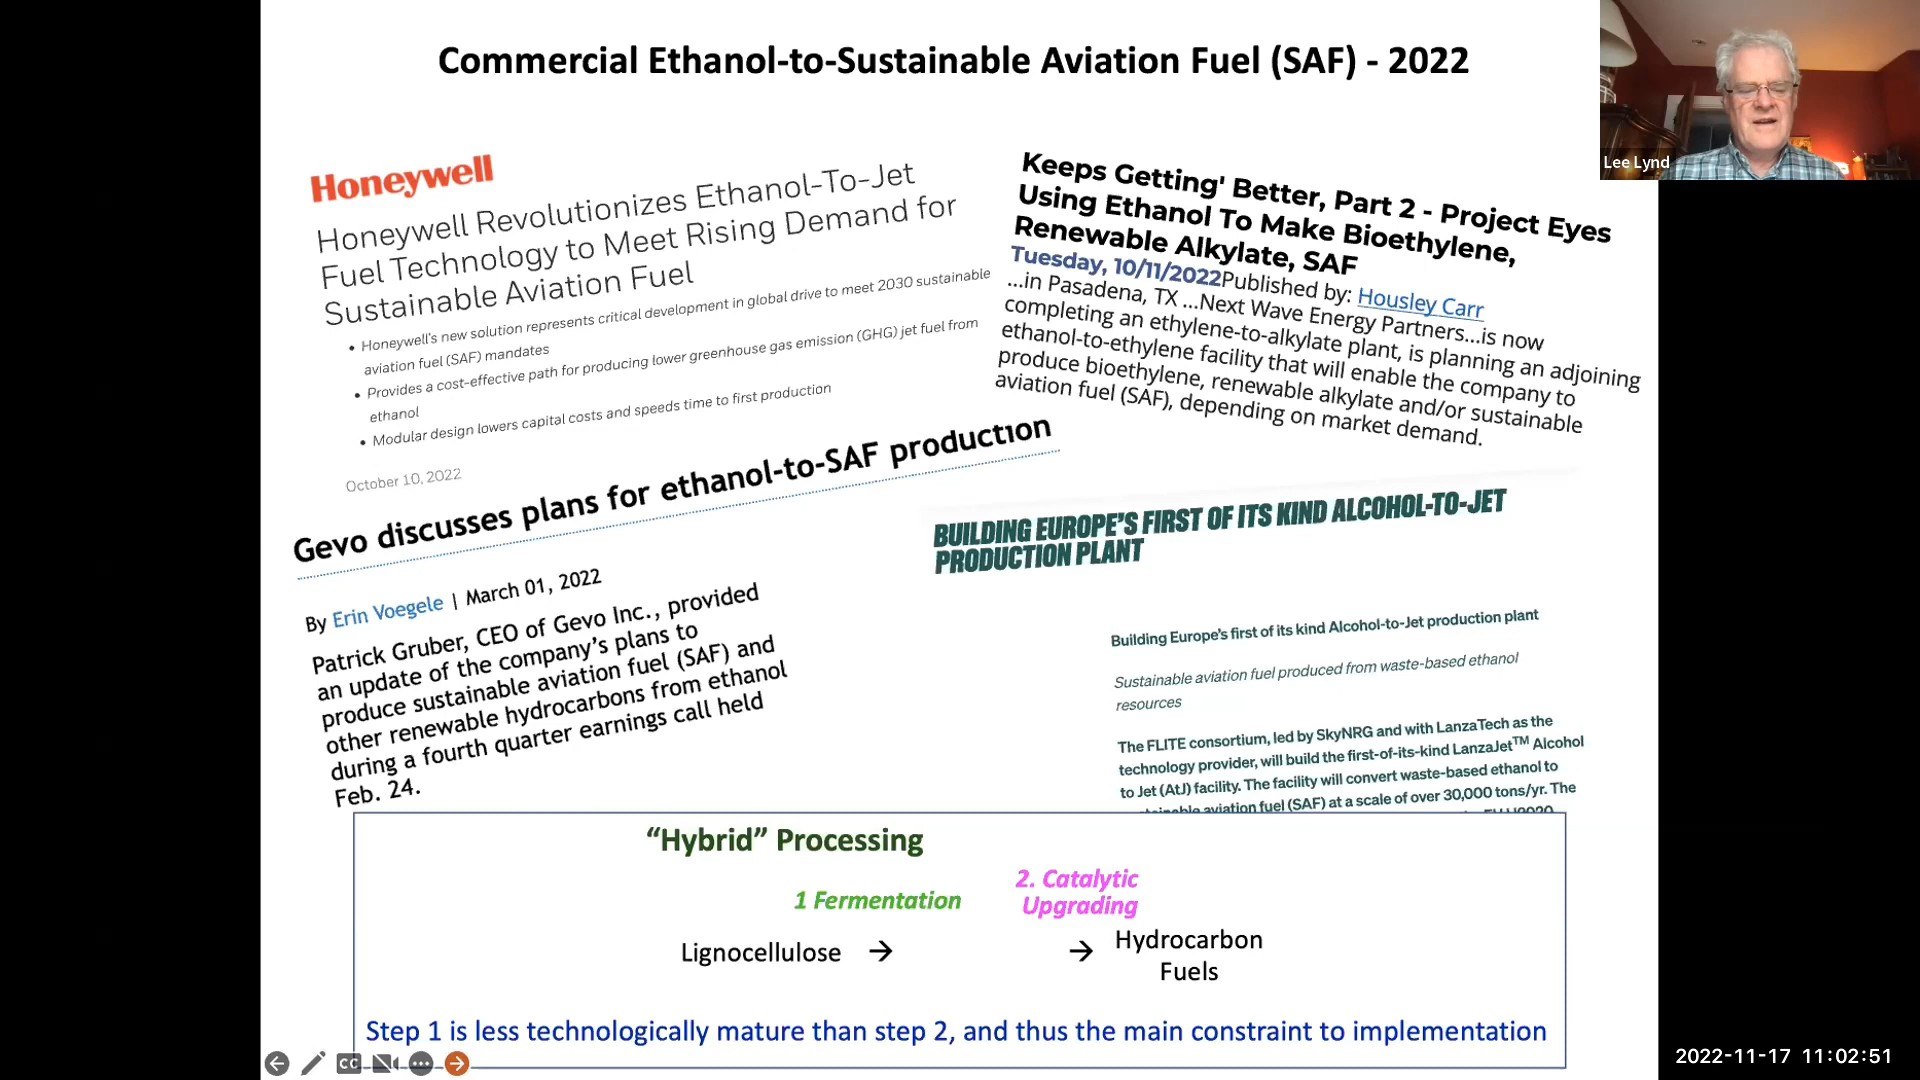 Commercial Ethanol-to-Sustainable Aviation Fuel (SAF) - 2022
Lee Lynd
Honeywell
Honeywell Revolutionizes Ethanol-To-Jet
Fuel Technology to Meet Rising Demand for
Sustainable Aviation Fuel
• Honeywell's new solution represents critical development in global drive to meet 2030 sustainable
aviation fuel (SAF) mandates
• Provides a cost-effective path for producing lower greenhouse gas emission (GHG) jet fuel from
ethanol
• Modular design lowers capital costs and speeds time to first production
October 10, 2022
Keeps Getting' Better, Part 2 - Project Eyes
Using Ethanol To Make Bioethylene,
Renewable Alkylate, SAF
Tuesday, 10/11/2022Published by: Housley Carr
...in Pasadena, TX ...Next Wave Energy Partners...is now
completing an ethylene-to-alkylate plant, is planning an adjoining
ethanol-to-ethylene facility that will enable the company to
produce bioethylene, renewable alkylate and/or sustainable
aviation fuel (SAF), depending on market demand.
Gevo discusses plans for ethanol-to-SAF production
By Erin Voegele | March 01, 2022
Patrick Gruber, CEO of Gevo Inc., provided
an update of the company's plans to
produce sustainable aviation fuel (SAF) and
other renewable hydrocarbons from ethanol
during a fourth quarter earnings call held
Feb. 24.
BUILDING EUROPE'S FIRST OF ITS KIND ALCOHOL-TO-JET
PRODUCTION PLANT
Building Europe's first of its kind Alcohol-to-Jet production plant
Sustainable aviation fuel produced from waste-based ethanol
resources
The FLITE consortium, led by SkyNRG and with LanzaTech as the
technology provider, will build the first-of-its-kind LanzaJet™ Alcohol
to Jet (AtJ) facility. The facility will convert waste-based ethanol to
aviation fuel (SAF) at a scale of over 30,000 tons/yr. The
“Hybrid” Processing
1 Fermentation
2. Catalytic
Upgrading
Lignocellulose →
→ Hydrocarbon
Fuels
Step 1 is less technologically mature than step 2, and thus the main constraint to implementation
CC
2022-11-17 11:02:51